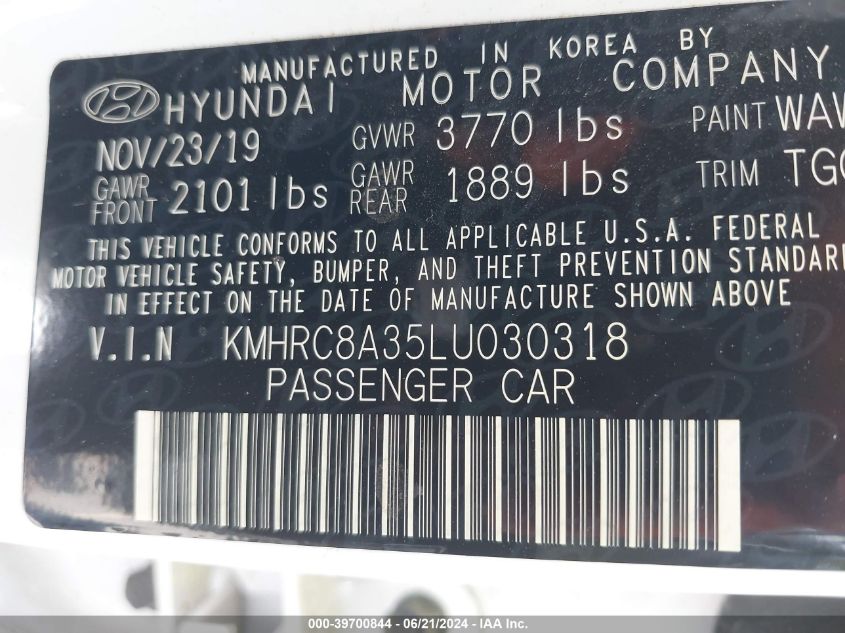 MANUFACTURED IN KOREA BY
HYUNDAI MOTOR COMPANY
NOV/23/19 GVWR 3770 lbs PAINT WAW
GAWR FRONT 2101 lbs GAWR REAR 1889 lbs TRIM
THIS VEHICLE CONFORMS TO ALL APPLICABLE U.S.A. FEDERAL
MOTOR VEHICLE SAFETY, BUMPER, AND THEFT PREVENTION STANDARD
IN EFFECT ON THE DATE OF MANUFACTURE SHOWN ABOVE
V.I.N KMHRC8A35LU030318
PASSENGER CAR
000-39700844 - 06/21/2024 - IAA Inc.